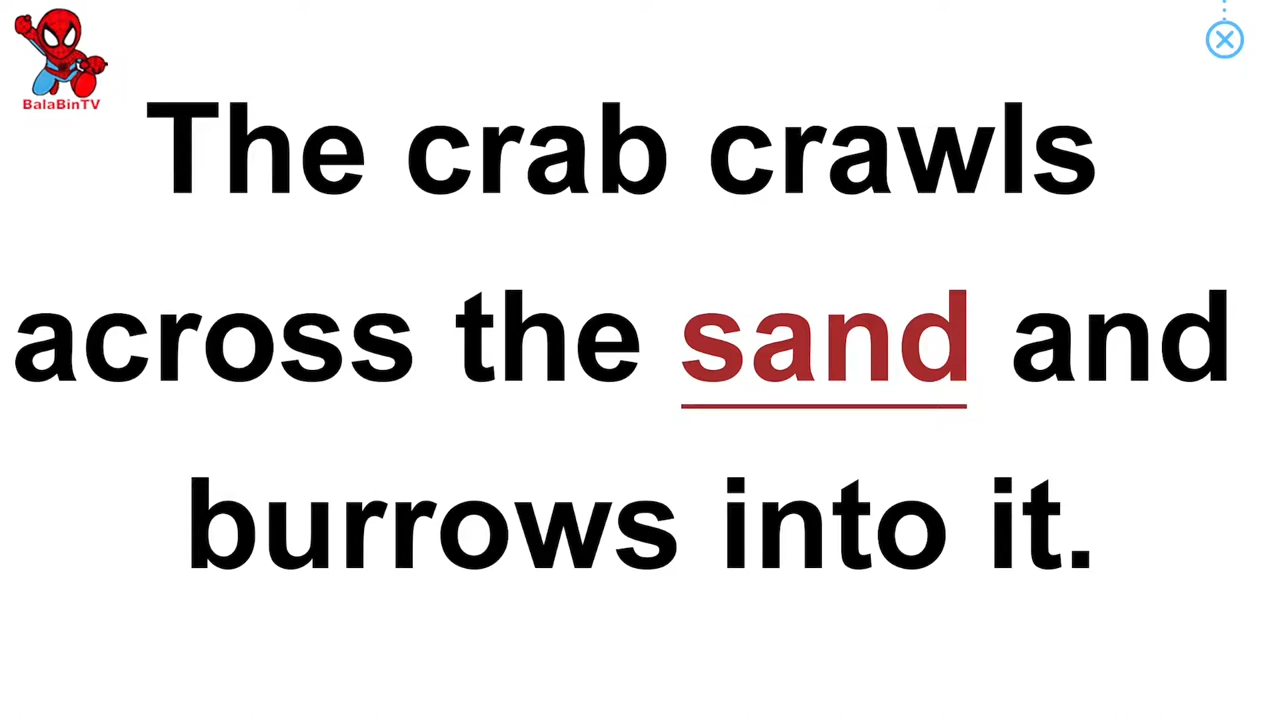 BalaBinTV
The crab crawls
across the sand and
burrows into it.